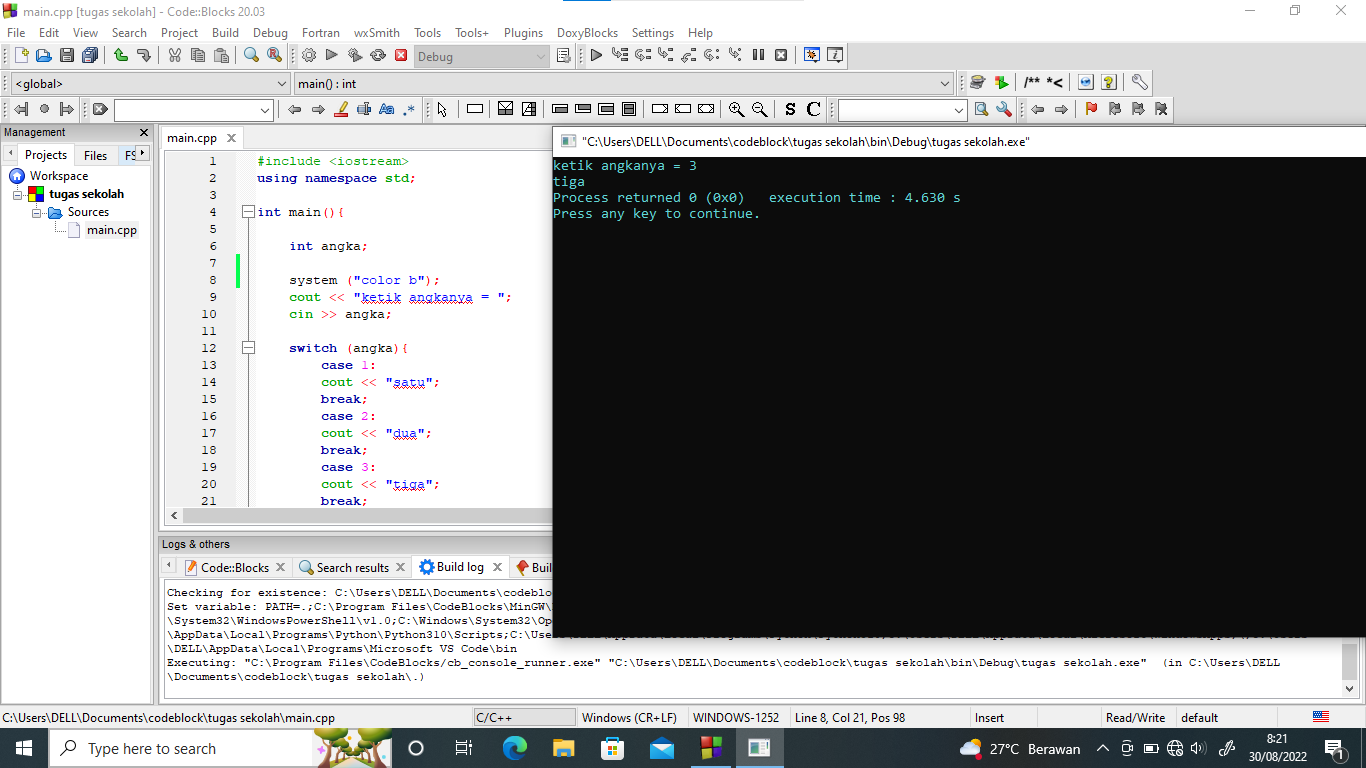 main.cpp [tugas sekolah] - Code::Blocks 20.03
File Edit View Search Project Build Debug Fortran wxSmith Tools Tools+ Plugins DoxyBlocks Settings Help
Debug
<global> main() : int
/** *<
S C
Management
main.cpp
Projects Files FS
Workspace
tugas sekolah
Sources
main.cpp
1 #include <iostream>
2 using namespace std;
3
4 int main(){
5
6 int angka;
7
8 system ("color b");
9 cout << "ketik angkanya = ";
10 cin >> angka;
11
12 switch (angka){
13 case 1:
14 cout << "satu";
15 break;
16 case 2:
17 cout << "dua";
18 break;
19 case 3:
20 cout << "tiga";
21 break;
"C:\Users\DELL\Documents\codeblock\tugas sekolah\bin\Debug\tugas sekolah.exe"
ketik angkanya = 3
tiga
Process returned 0 (0x0) execution time : 4.630 s
Press any key to continue.
Logs & others
Code::Blocks Search results Build log Buil
Checking for existence: C:\Users\DELL\Documents\codeblo
Set variable: PATH=.;C:\Program Files\CodeBlocks\MinGW\
\System32\WindowsPowerShell\v1.0;C:\Windows\System32\Op
\AppData\Local\Programs\Python\Python310\Scripts;C:\User
\DELL\AppData\Local\Programs\Microsoft VS Code\bin
Executing: "C:\Program Files\CodeBlocks/cb_console_runner.exe" "C:\Users\DELL\Documents\codeblock\tugas sekolah\bin\Debug\tugas sekolah.exe" (in C:\Users\DELL
\Documents\codeblock\tugas sekolah\.)
C:\Users\DELL\Documents\codeblock\tugas sekolah\main.cpp C/C++ Windows (CR+LF) WINDOWS-1252 Line 8, Col 21, Pos 98 Insert Read/Write default
Type here to search
27°C Berawan
8:21
30/08/2022
1